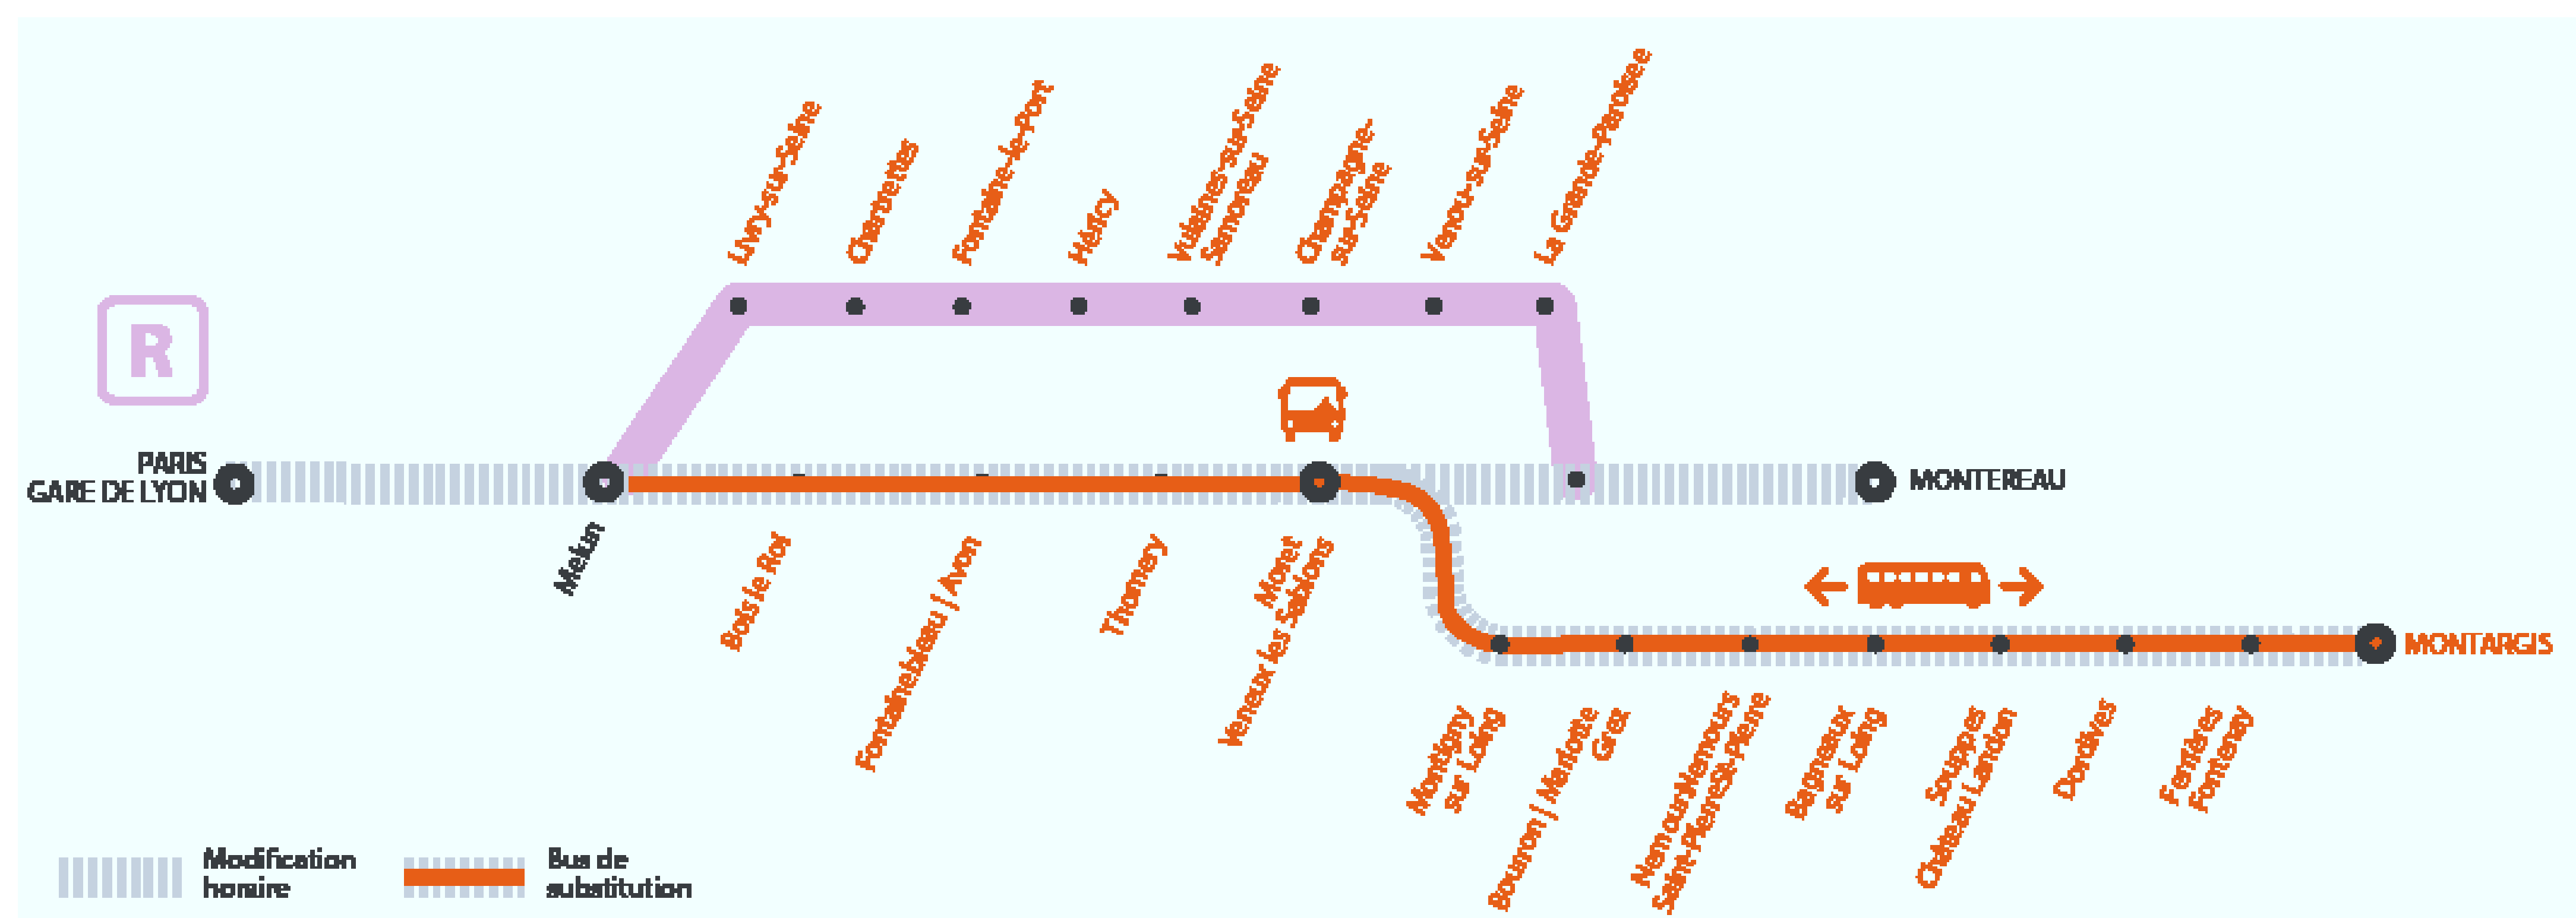 Livry-sur-Seine
Chartrettes
Fontaine-le-Port
Héricy
Vulaines-sur-Seine
Samoreau
Champagne-
sur-Seine
Vernou-sur-Seine
La Grande-Paroisse
R
PARIS
GARE DE LYON
MONTEREAU
Melun
Bois le Roi
Fontainebleau | Avon
Thomery
Moret
Veneux les Sablons
MONTARGIS
Montigny
sur Loing
Bourron | Marlotte
Grez
Nemours
Saint-Pierre
Bagneaux
sur Loing
Souppes
Château Landon
Dordives
Ferrières
Fontenay
Modification
horaire
Bus de
substitution